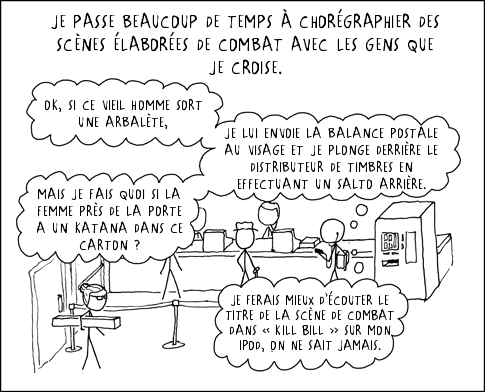 JE PASSE BEAUCOUP DE TEMPS À CHORÉGRAPHIER DES
SCÈNES ÉLABORÉES DE COMBAT AVEC LES GENS QUE
JE CROISE.
OK, SI CE VIEIL HOMME SORT
UNE ARBALÈTE,
JE LUI ENVOIE LA BALANCE POSTALE
AU VISAGE ET JE PLONGE DERRIÈRE LE
DISTRIBUTEUR DE TIMBRES EN
EFFECTUANT UN SALTO ARRIÈRE.
MAIS JE FAIS QUOI SI LA
FEMME PRÈS DE LA PORTE
A UN KATANA DANS CE
CARTON ?
JE FERAIS MIEUX D'ÉCOUTER LE
TITRE DE LA SCÈNE DE COMBAT
DANS « KILL BILL » SUR MON
IPOD, ON NE SAIT JAMAIS.